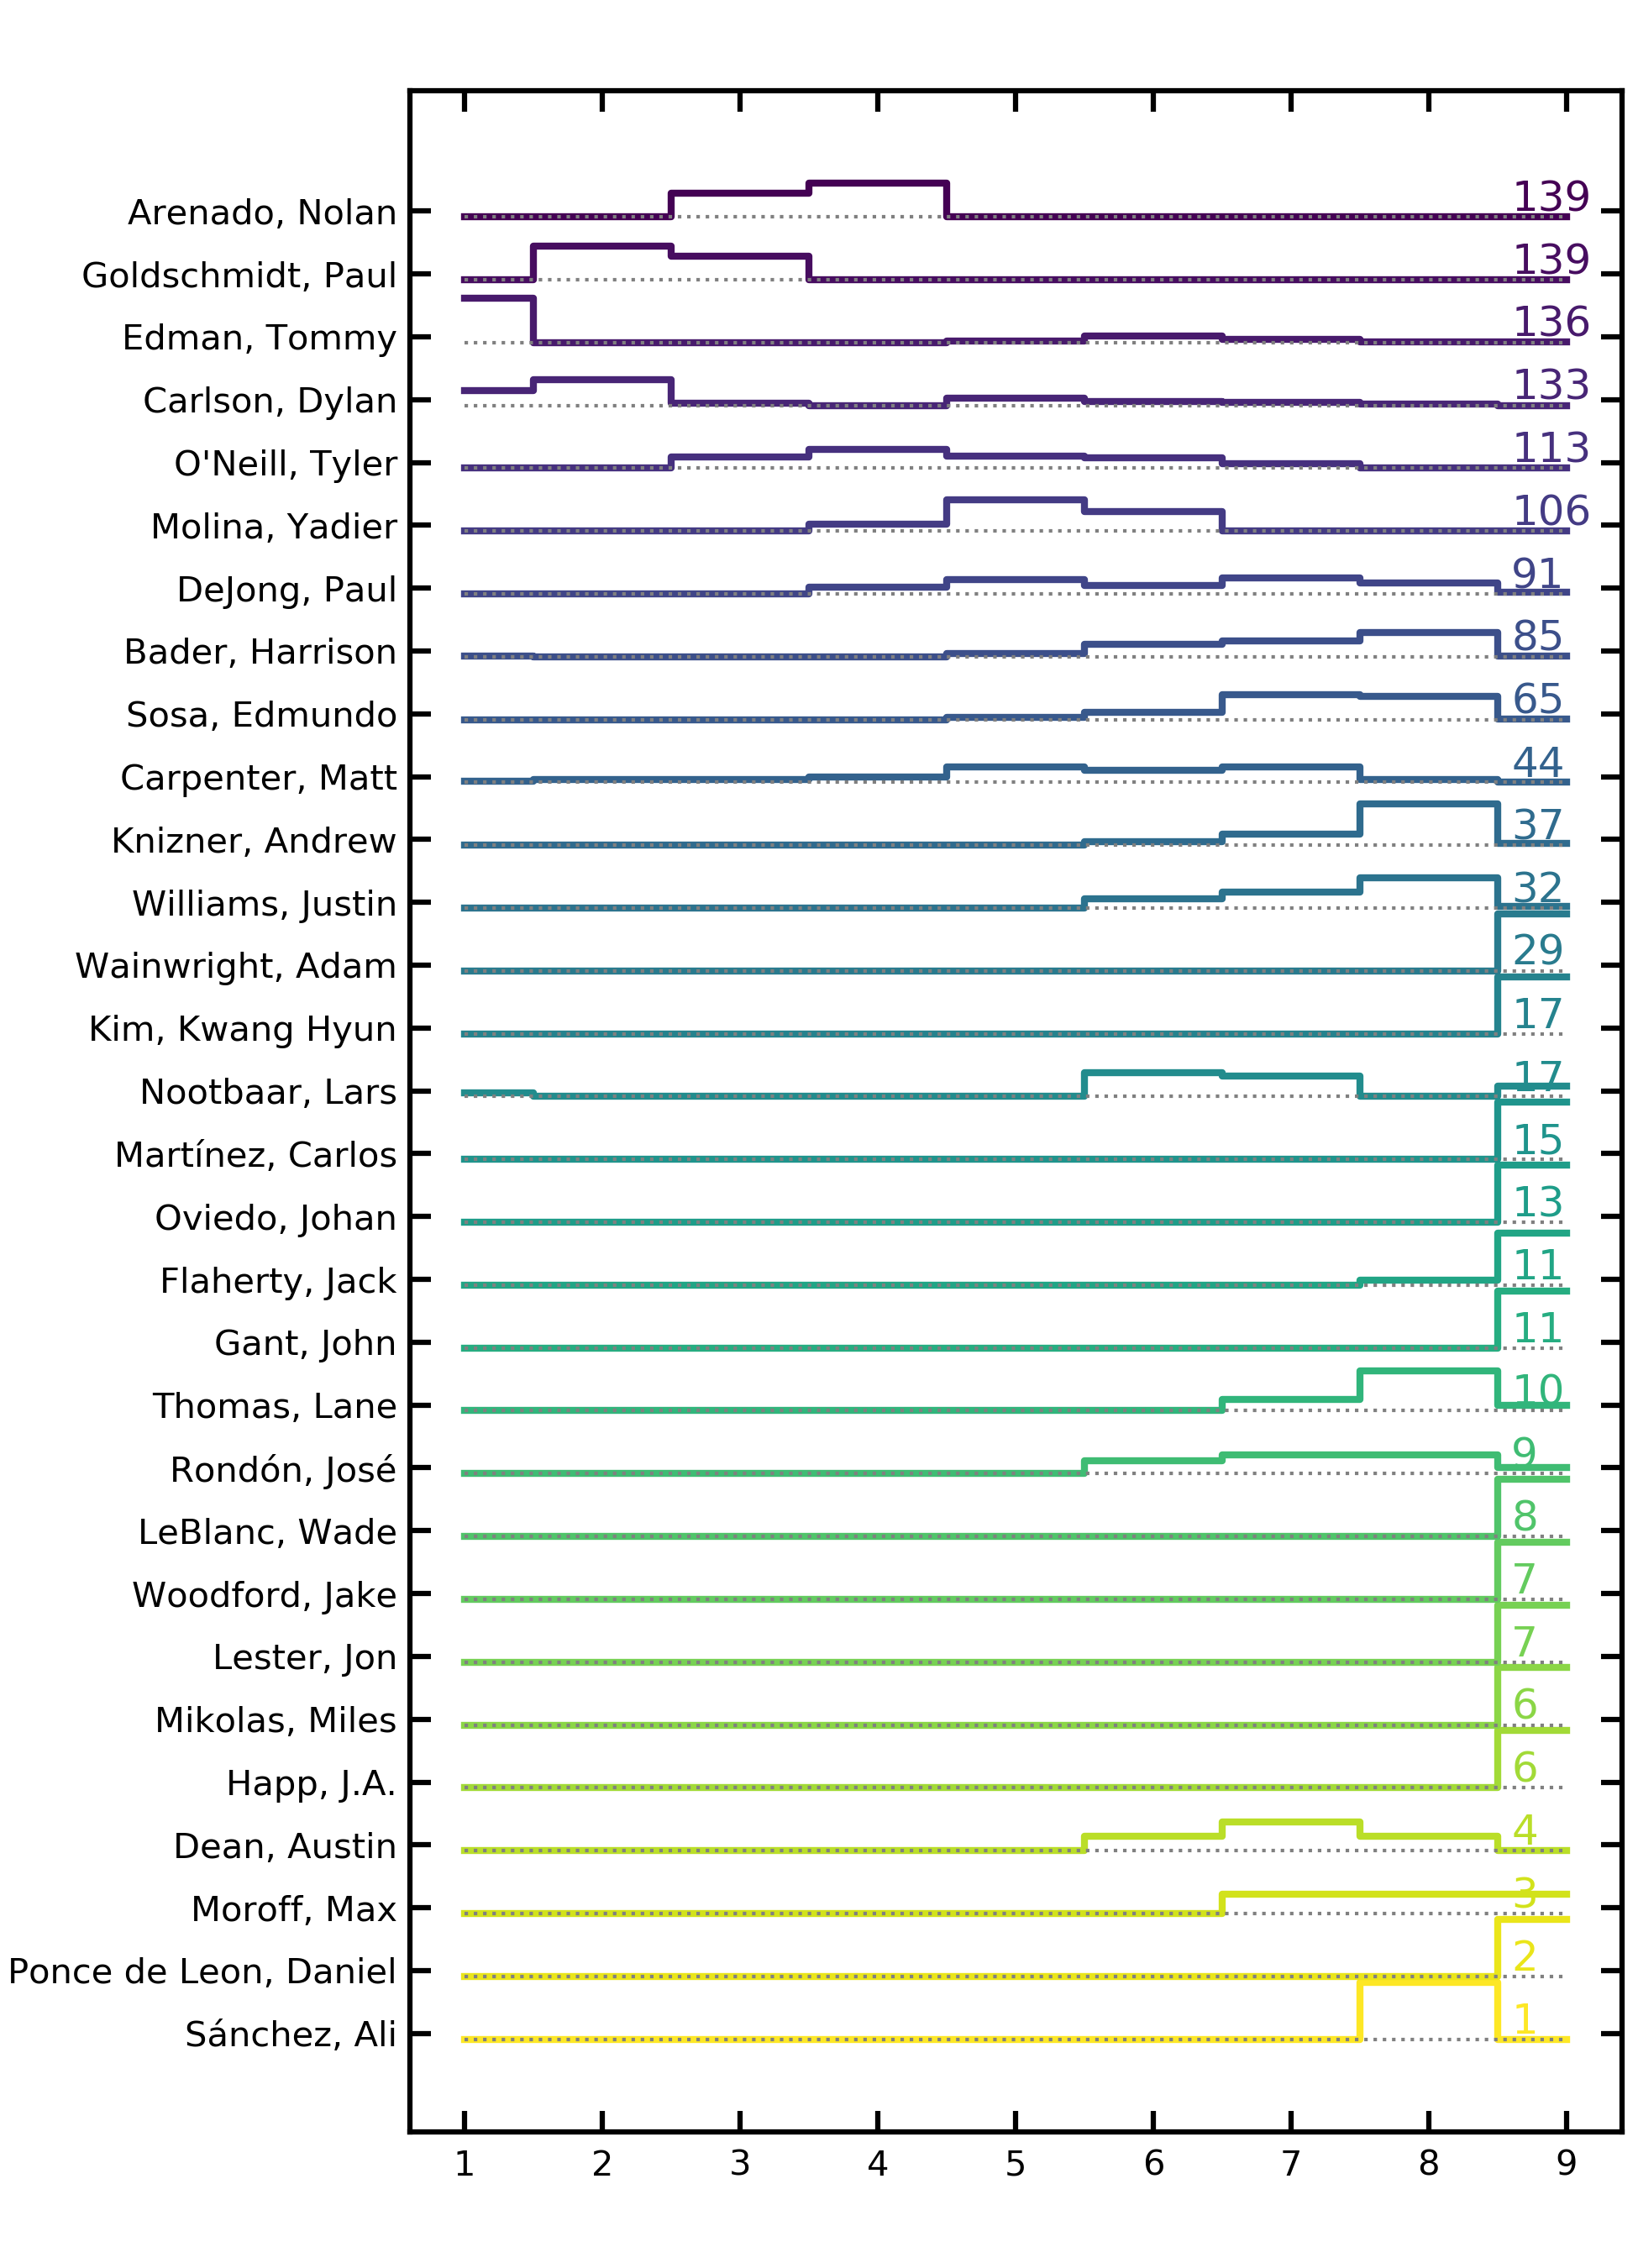 Arenado, Nolan 139
Goldschmidt, Paul 139
Edman, Tommy 136
Carlson, Dylan 133
O'Neill, Tyler 113
Molina, Yadier 106
DeJong, Paul 91
Bader, Harrison 85
Sosa, Edmundo 65
Carpenter, Matt 44
Knizner, Andrew 37
Williams, Justin 32
Wainwright, Adam 29
Kim, Kwang Hyun 17
Nootbaar, Lars 17
Martínez, Carlos 15
Oviedo, Johan 13
Flaherty, Jack 11
Gant, John 11
Thomas, Lane 10
Rondón, José 9
LeBlanc, Wade 8
Woodford, Jake 7
Lester, Jon 7
Mikolas, Miles 6
Happ, J.A. 6
Dean, Austin 4
Moroff, Max 3
Ponce de Leon, Daniel 2
Sánchez, Ali 1
1 2 3 4 5 6 7 8 9